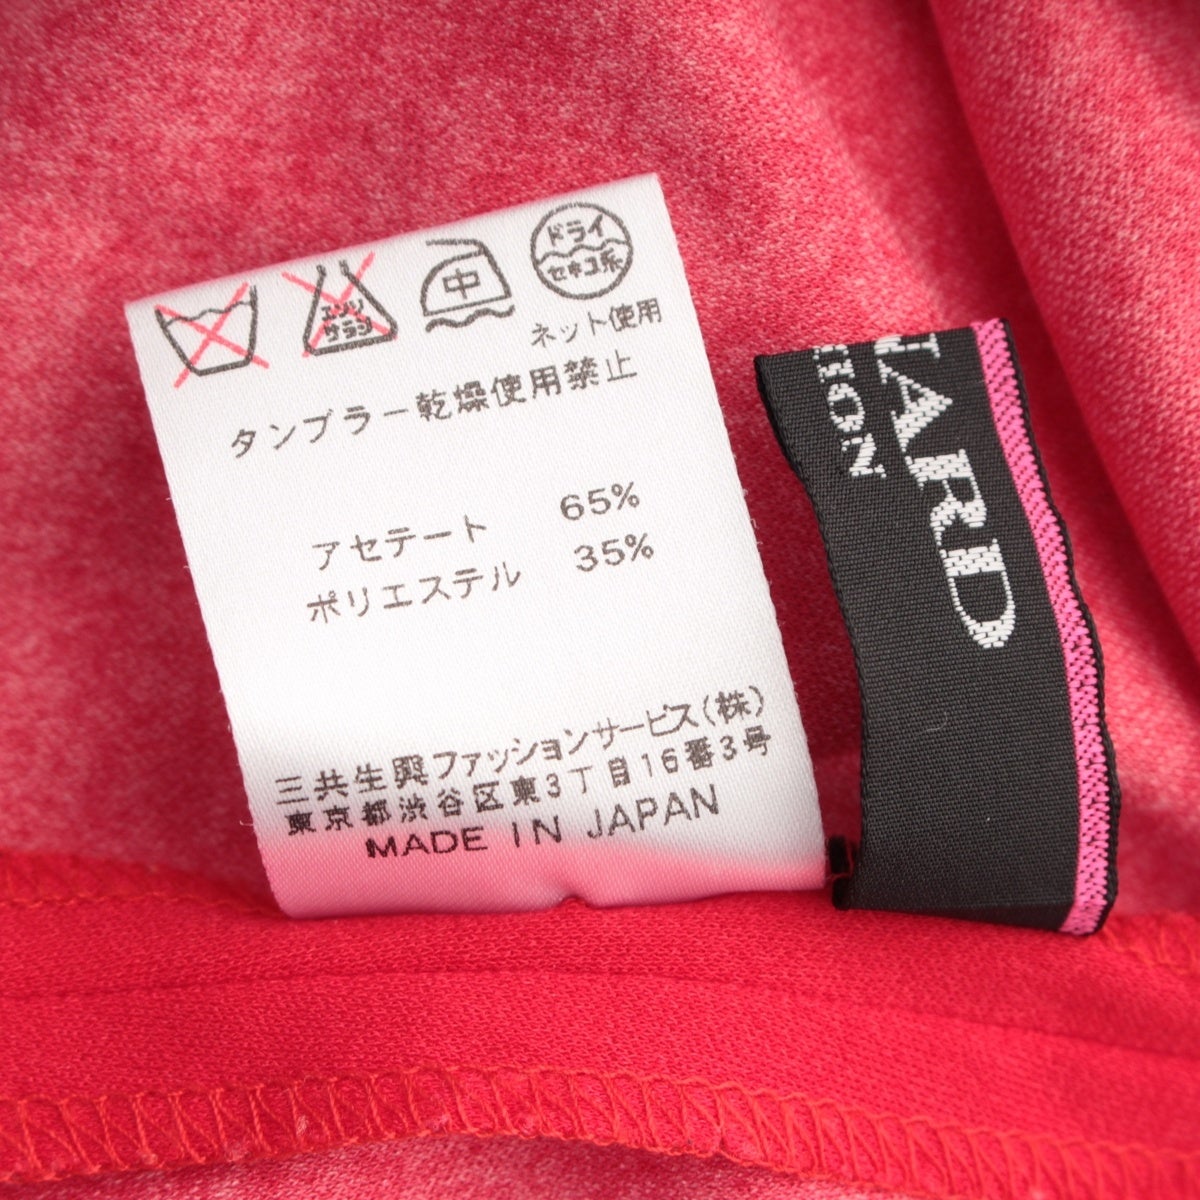 エンソ
サラシ
中
ドライ
セキユ系
ネット使用
タンブラー乾燥使用禁止
アセテート 65%
ポリエステル 35%
三共生興ファッションサービス(株)
東京都渋谷区東3丁目16番3号
MADE IN JAPAN